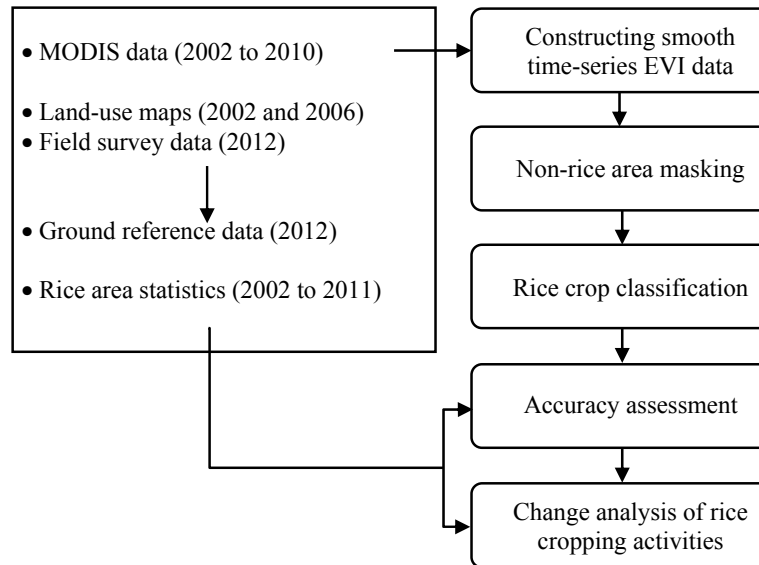 • MODIS data (2002 to 2010)
• Land-use maps (2002 and 2006)
• Field survey data (2012)
• Ground reference data (2012)
• Rice area statistics (2002 to 2011)
Constructing smooth
time-series EVI data
Non-rice area masking
Rice crop classification
Accuracy assessment
Change analysis of rice
cropping activities